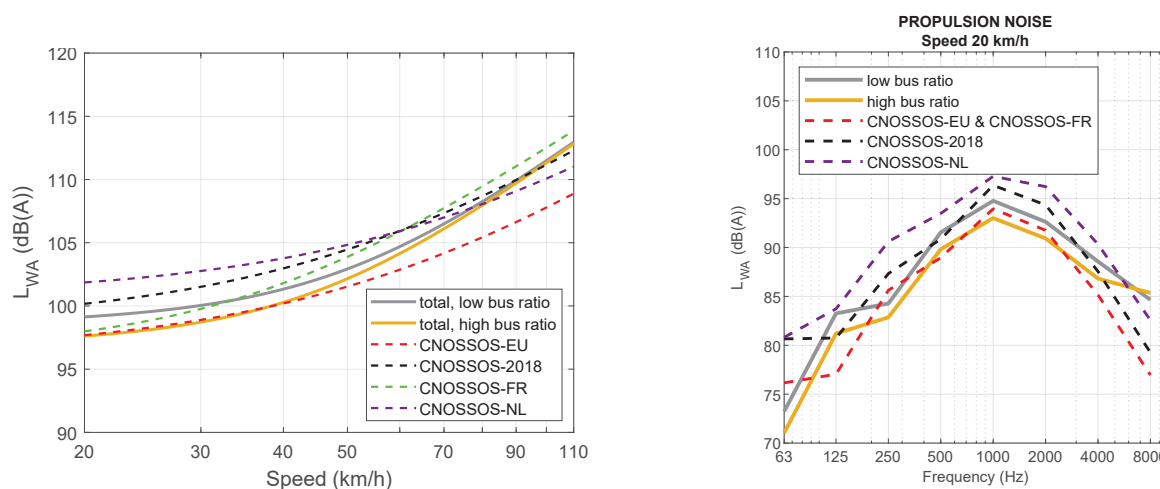 120
115
110
105
100
95
90
L_WA (dB(A))
20 30 40 50 60 70 80 90 110
Speed (km/h)
total, low bus ratio
total, high bus ratio
CNOSSOS-EU
CNOSSOS-2018
CNOSSOS-FR
CNOSSOS-NL
PROPULSION NOISE
Speed 20 km/h
110
105
100
95
90
85
80
75
70
L_WA (dB(A))
63 125 250 500 1000 2000 4000 8000
Frequency (Hz)
low bus ratio
high bus ratio
CNOSSOS-EU & CNOSSOS-FR
CNOSSOS-2018
CNOSSOS-NL